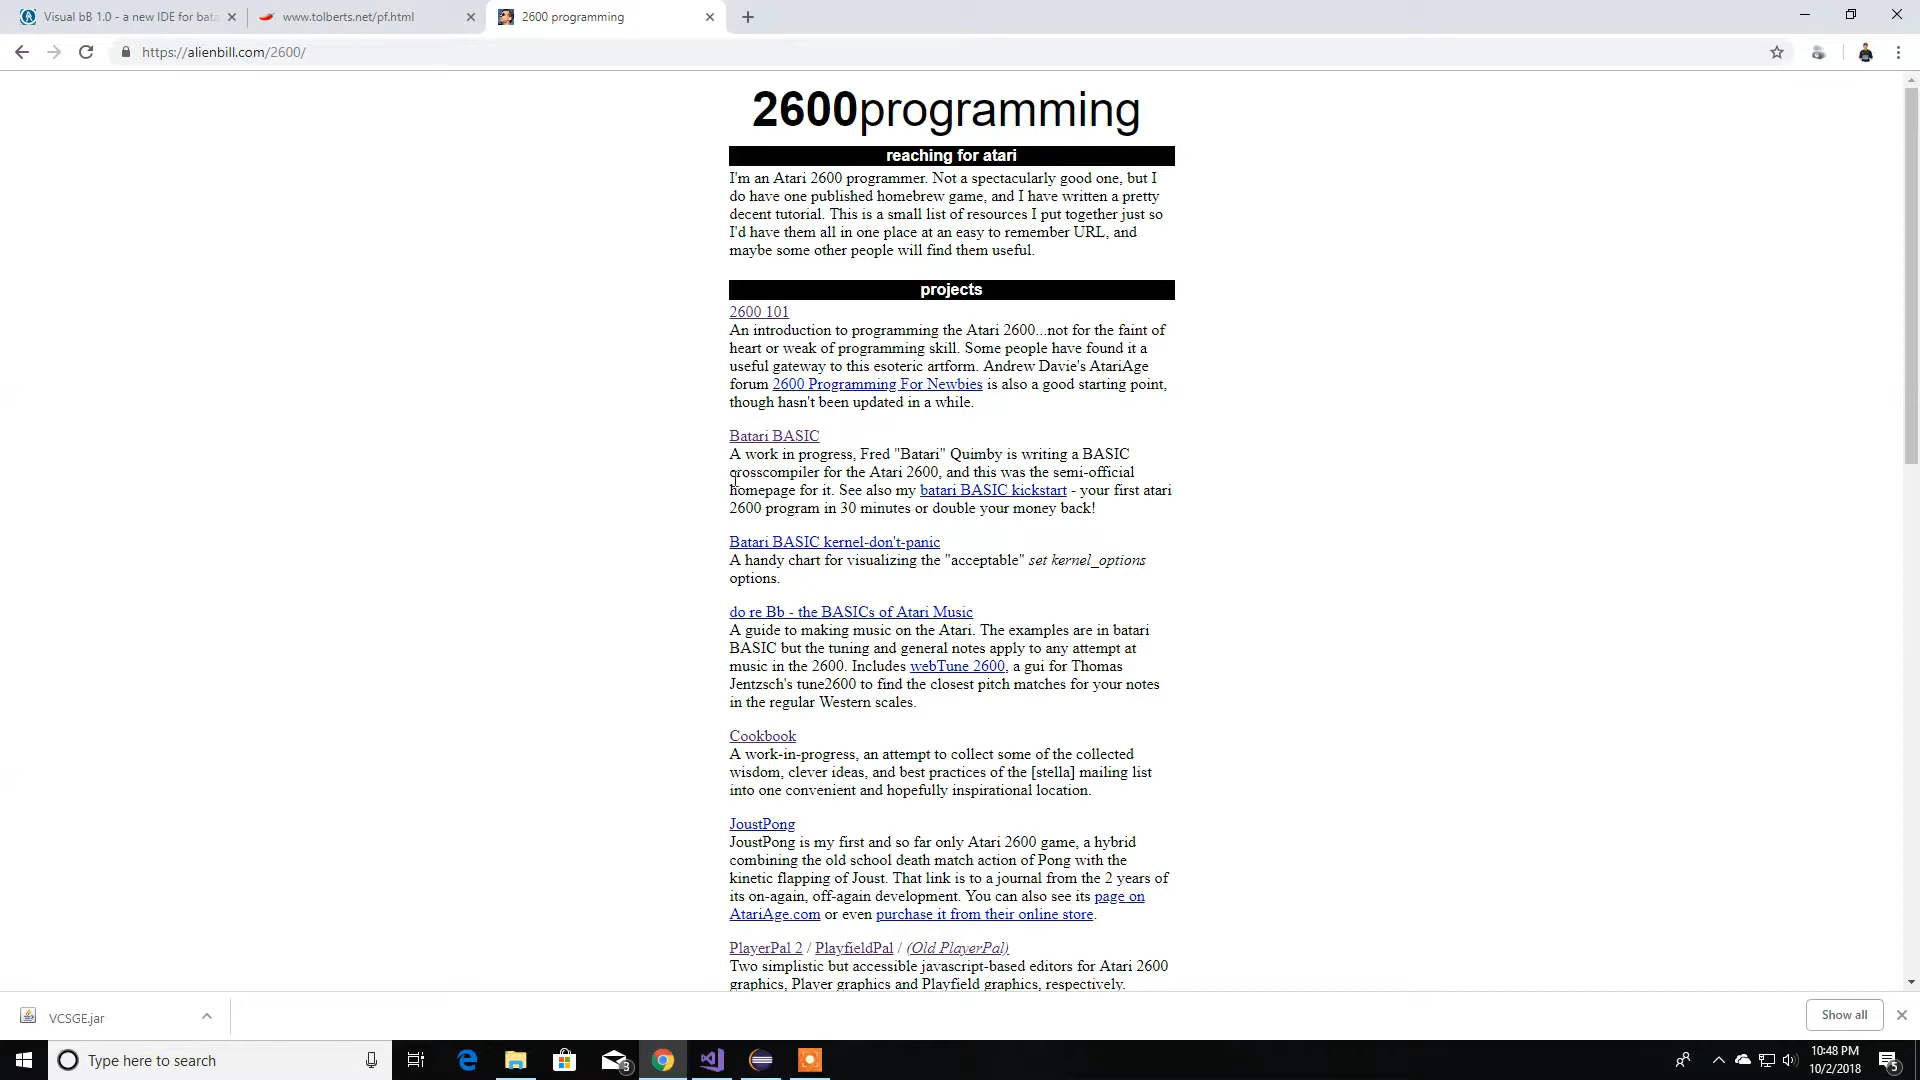 Visual bB 1.0 - a new IDE for bata
www.tolberts.net/pf.html
2600 programming
https://alienbill.com/2600/
2600programming
reaching for atari
I'm an Atari 2600 programmer. Not a spectacularly good one, but I
do have one published homebrew game, and I have written a pretty
decent tutorial. This is a small list of resources I put together just so
I'd have them all in one place at an easy to remember URL, and
maybe some other people will find them useful.
projects
2600 101
An introduction to programming the Atari 2600...not for the faint of
heart or weak of programming skill. Some people have found it a
useful gateway to this esoteric artform. Andrew Davie's AtariAge
forum 2600 Programming For Newbies is also a good starting point,
though hasn't been updated in a while.
Batari BASIC
A work in progress, Fred "Batari" Quimby is writing a BASIC
crosscompiler for the Atari 2600, and this was the semi-official
homepage for it. See also my batari BASIC kickstart - your first atari
2600 program in 30 minutes or double your money back!
Batari BASIC kernel-don't-panic
A handy chart for visualizing the "acceptable" set kernel_options
options.
do re Bb - the BASICs of Atari Music
A guide to making music on the Atari. The examples are in batari
BASIC but the tuning and general notes apply to any attempt at
music in the 2600. Includes webTune 2600, a gui for Thomas
Jentzsch's tune2600 to find the closest pitch matches for your notes
in the regular Western scales.
Cookbook
A work-in-progress, an attempt to collect some of the collected
wisdom, clever ideas, and best practices of the [stella] mailing list
into one convenient and hopefully inspirational location.
JoustPong
JoustPong is my first and so far only Atari 2600 game, a hybrid
combining the old school death match action of Pong with the
kinetic flapping of Joust. That link is to a journal from the 2 years of
its on-again, off-again development. You can also see its page on
AtariAge.com or even purchase it from their online store.
PlayerPal 2 / PlayfieldPal / (Old PlayerPal)
Two simplistic but accessible javascript-based editors for Atari 2600
graphics, Player graphics and Playfield graphics, respectively.
VCSGE.jar
Show all
Type here to search
3
10:48 PM
10/2/2018
5